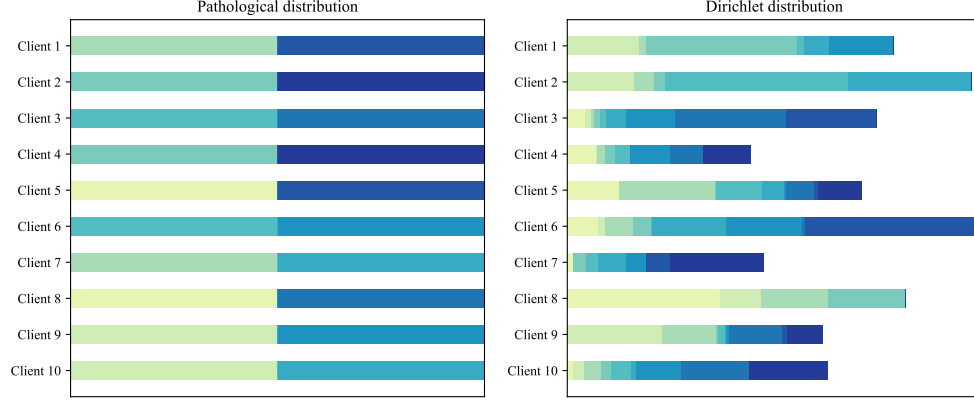 Pathological distribution
Client 1
Client 2
Client 3
Client 4
Client 5
Client 6
Client 7
Client 8
Client 9
Client 10
Dirichlet distribution
Client 1
Client 2
Client 3
Client 4
Client 5
Client 6
Client 7
Client 8
Client 9
Client 10